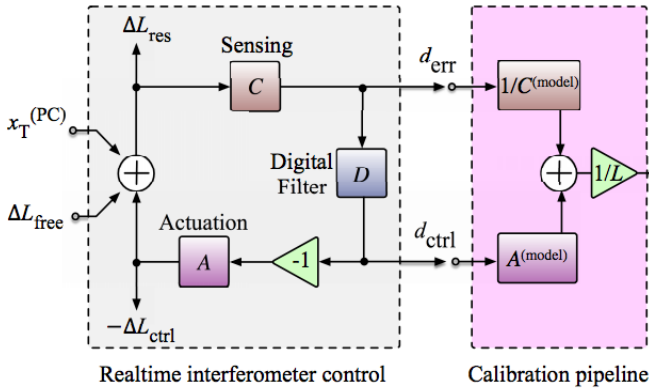 ΔL_res
Sensing
C
d_err
1/C^(model)
x_T^(PC)
+
Digital
Filter
D
+
1/L
ΔL_free
Actuation
A
-1
d_ctrl
A^(model)
−ΔL_ctrl
Realtime interferometer control
Calibration pipeline